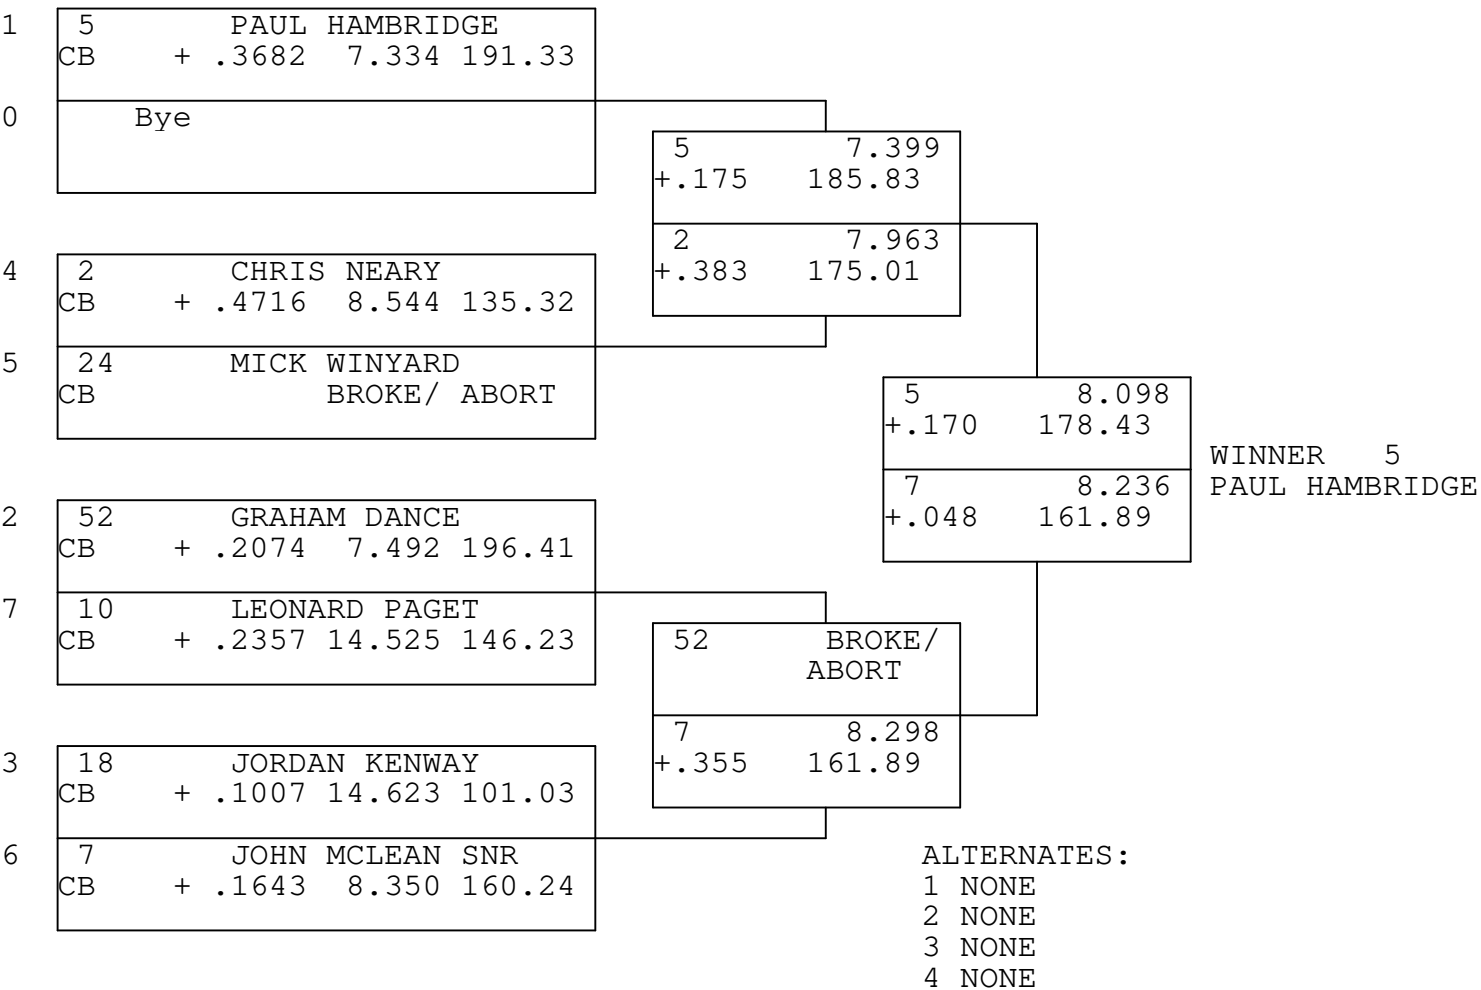 1 5 PAUL HAMBRIDGE
CB + .3682 7.334 191.33
0 Bye
4 2 CHRIS NEARY
CB + .4716 8.544 135.32
5 24 MICK WINYARD
CB BROKE/ ABORT
2 52 GRAHAM DANCE
CB + .2074 7.492 196.41
7 10 LEONARD PAGET
CB + .2357 14.525 146.23
3 18 JORDAN KENWAY
CB + .1007 14.623 101.03
6 7 JOHN MCLEAN SNR
CB + .1643 8.350 160.24
5 7.399
+.175 185.83
2 7.963
+.383 175.01
52 BROKE/
ABORT
7 8.298
+.355 161.89
5 8.098
+.170 178.43
7 8.236
+.048 161.89
WINNER 5
PAUL HAMBRIDGE
ALTERNATES:
1 NONE
2 NONE
3 NONE
4 NONE